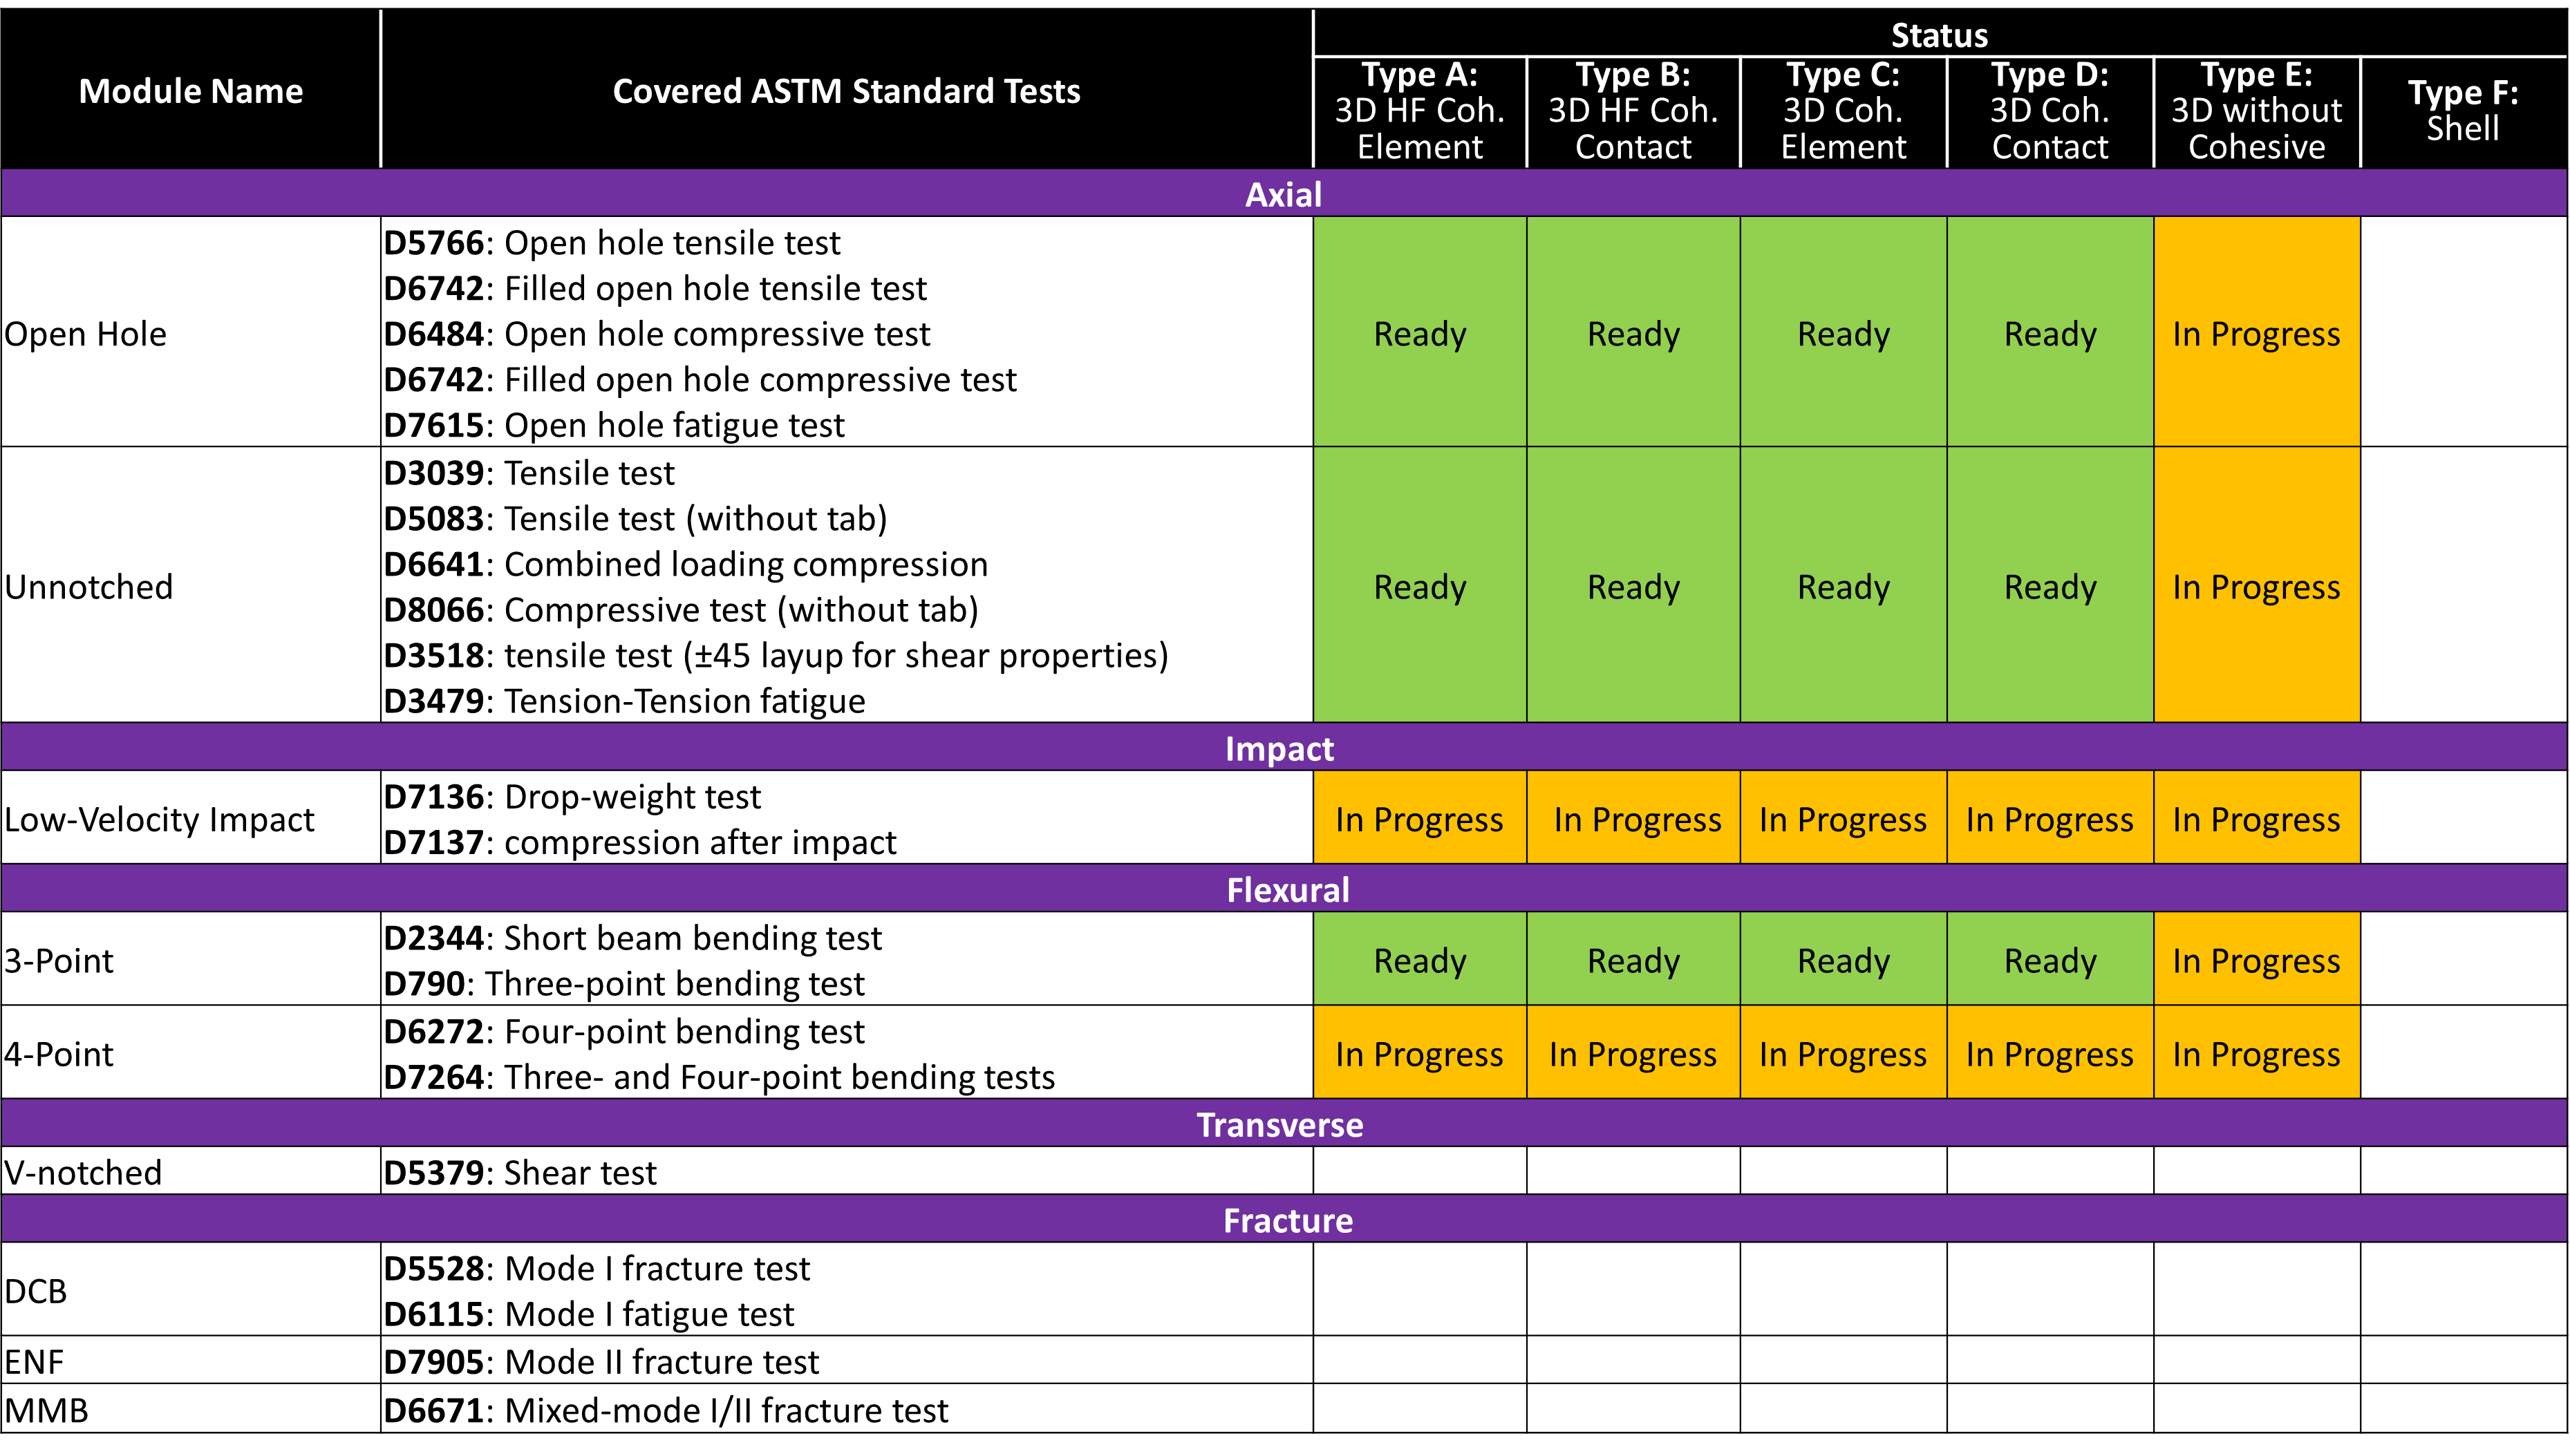 Module Name
Covered ASTM Standard Tests
Status
Type A:
3D HF Coh.
Element
Type B:
3D HF Coh.
Contact
Type C:
3D Coh.
Element
Type D:
3D Coh.
Contact
Type E:
3D without
Cohesive
Type F:
Shell
Axial
Open Hole
D5766: Open hole tensile test
D6742: Filled open hole tensile test
D6484: Open hole compressive test
D6742: Filled open hole compressive test
D7615: Open hole fatigue test
Ready
Ready
Ready
Ready
In Progress
Unnotched
D3039: Tensile test
D5083: Tensile test (without tab)
D6641: Combined loading compression
D8066: Compressive test (without tab)
D3518: tensile test (±45 layup for shear properties)
D3479: Tension-Tension fatigue
Ready
Ready
Ready
Ready
In Progress
Impact
Low-Velocity Impact
D7136: Drop-weight test
D7137: compression after impact
In Progress
In Progress
In Progress
In Progress
In Progress
Flexural
3-Point
D2344: Short beam bending test
D790: Three-point bending test
Ready
Ready
Ready
Ready
In Progress
4-Point
D6272: Four-point bending test
D7264: Three- and Four-point bending tests
In Progress
In Progress
In Progress
In Progress
In Progress
Transverse
V-notched
D5379: Shear test
Fracture
DCB
D5528: Mode I fracture test
D6115: Mode I fatigue test
ENF
D7905: Mode II fracture test
MMB
D6671: Mixed-mode I/II fracture test